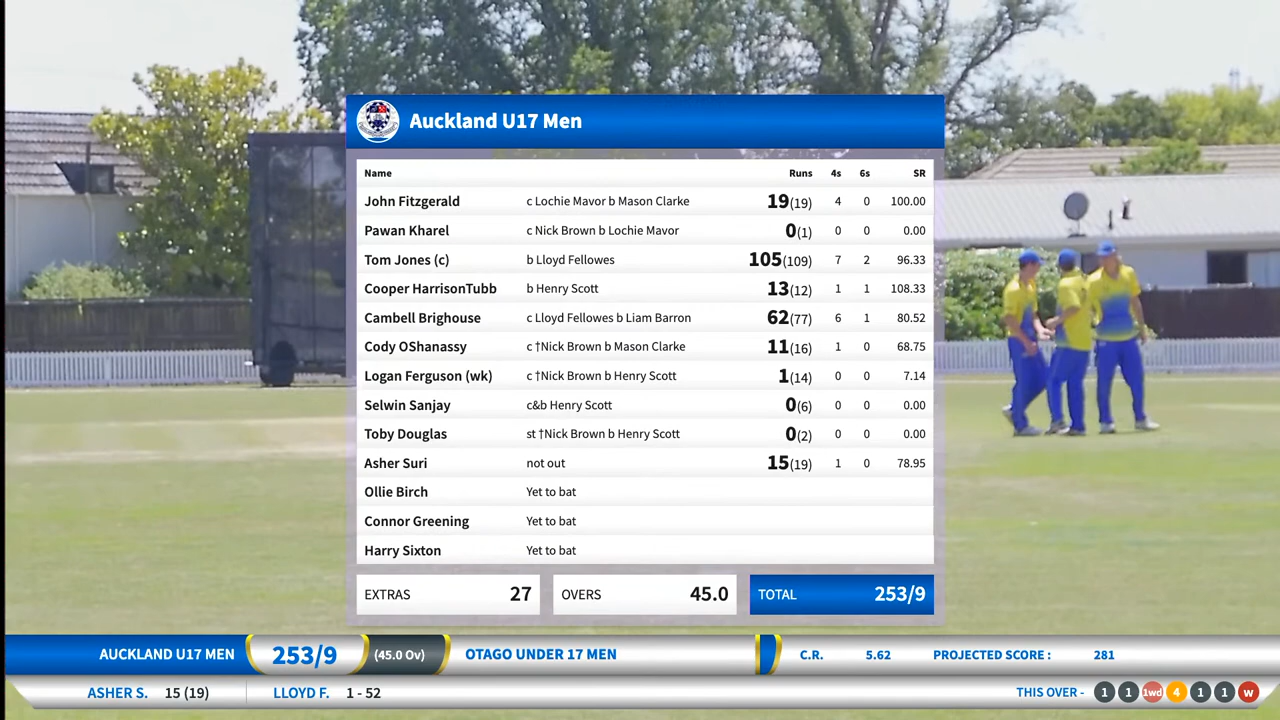 Auckland U17 Men
Name Runs 4s 6s SR
John Fitzgerald c Lochie Mavor b Mason Clarke 19(19) 4 0 100.00
Pawan Kharel c Nick Brown b Lochie Mavor 0(1) 0 0 0.00
Tom Jones (c) b Lloyd Fellowes 105(109) 7 2 96.33
Cooper HarrisonTubb b Henry Scott 13(12) 1 1 108.33
Cambell Brighouse c Lloyd Fellowes b Liam Barron 62(77) 6 1 80.52
Cody OShanassy c †Nick Brown b Mason Clarke 11(16) 1 0 68.75
Logan Ferguson (wk) c †Nick Brown b Henry Scott 1(14) 0 0 7.14
Selwin Sanjay c&b Henry Scott 0(6) 0 0 0.00
Toby Douglas st †Nick Brown b Henry Scott 0(2) 0 0 0.00
Asher Suri not out 15(19) 1 0 78.95
Ollie Birch Yet to bat
Connor Greening Yet to bat
Harry Sixton Yet to bat
EXTRAS 27 OVERS 45.0 TOTAL 253/9
AUCKLAND U17 MEN 253/9 (45.0 Ov) OTAGO UNDER 17 MEN C.R. 5.62 PROJECTED SCORE : 281
ASHER S. 15 (19) LLOYD F. 1 - 52 THIS OVER - 1 1 1wd 4 1 1 w